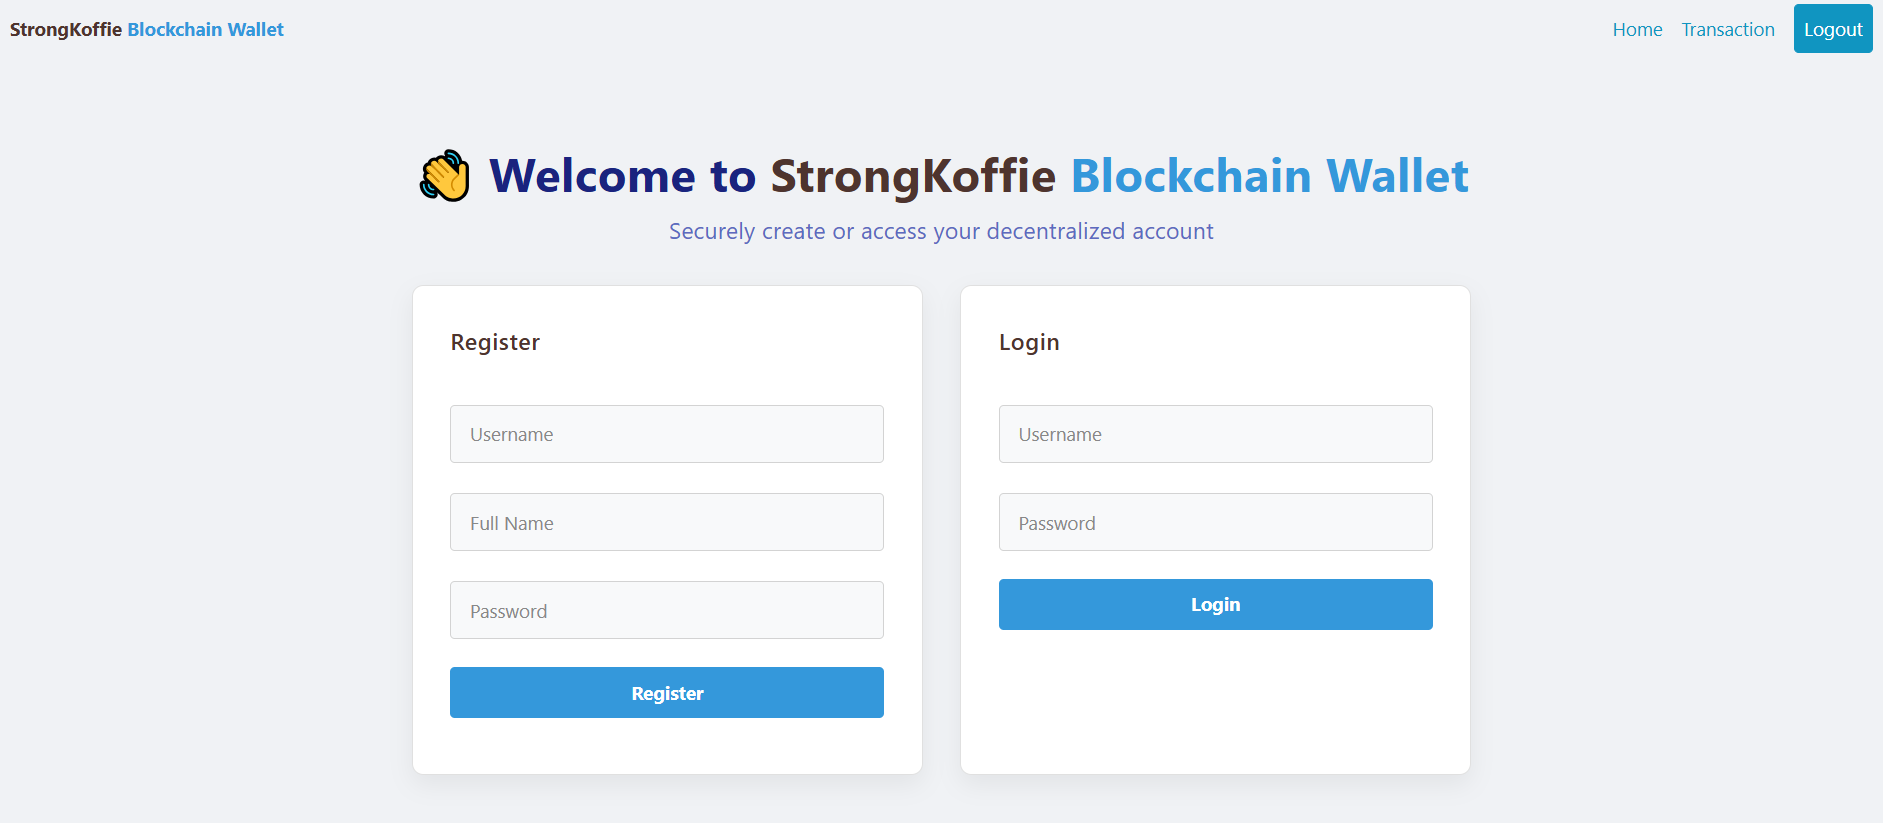 StrongKoffie Blockchain Wallet
Home Transaction Logout
Welcome to StrongKoffie Blockchain Wallet
Securely create or access your decentralized account
Register
Username
Full Name
Password
Register
Login
Username
Password
Login